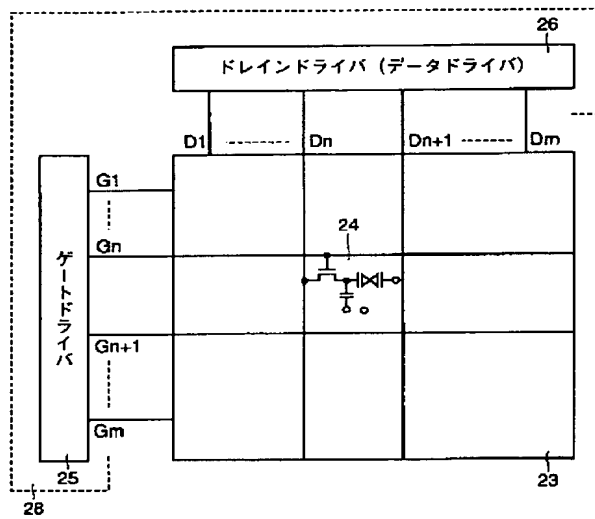 26
ドレインドライバ（データドライバ）
D1 Dn Dn+1 Dm
G1
24
Gn
ゲートドライバ
Gn+1
Gm
25 23
28